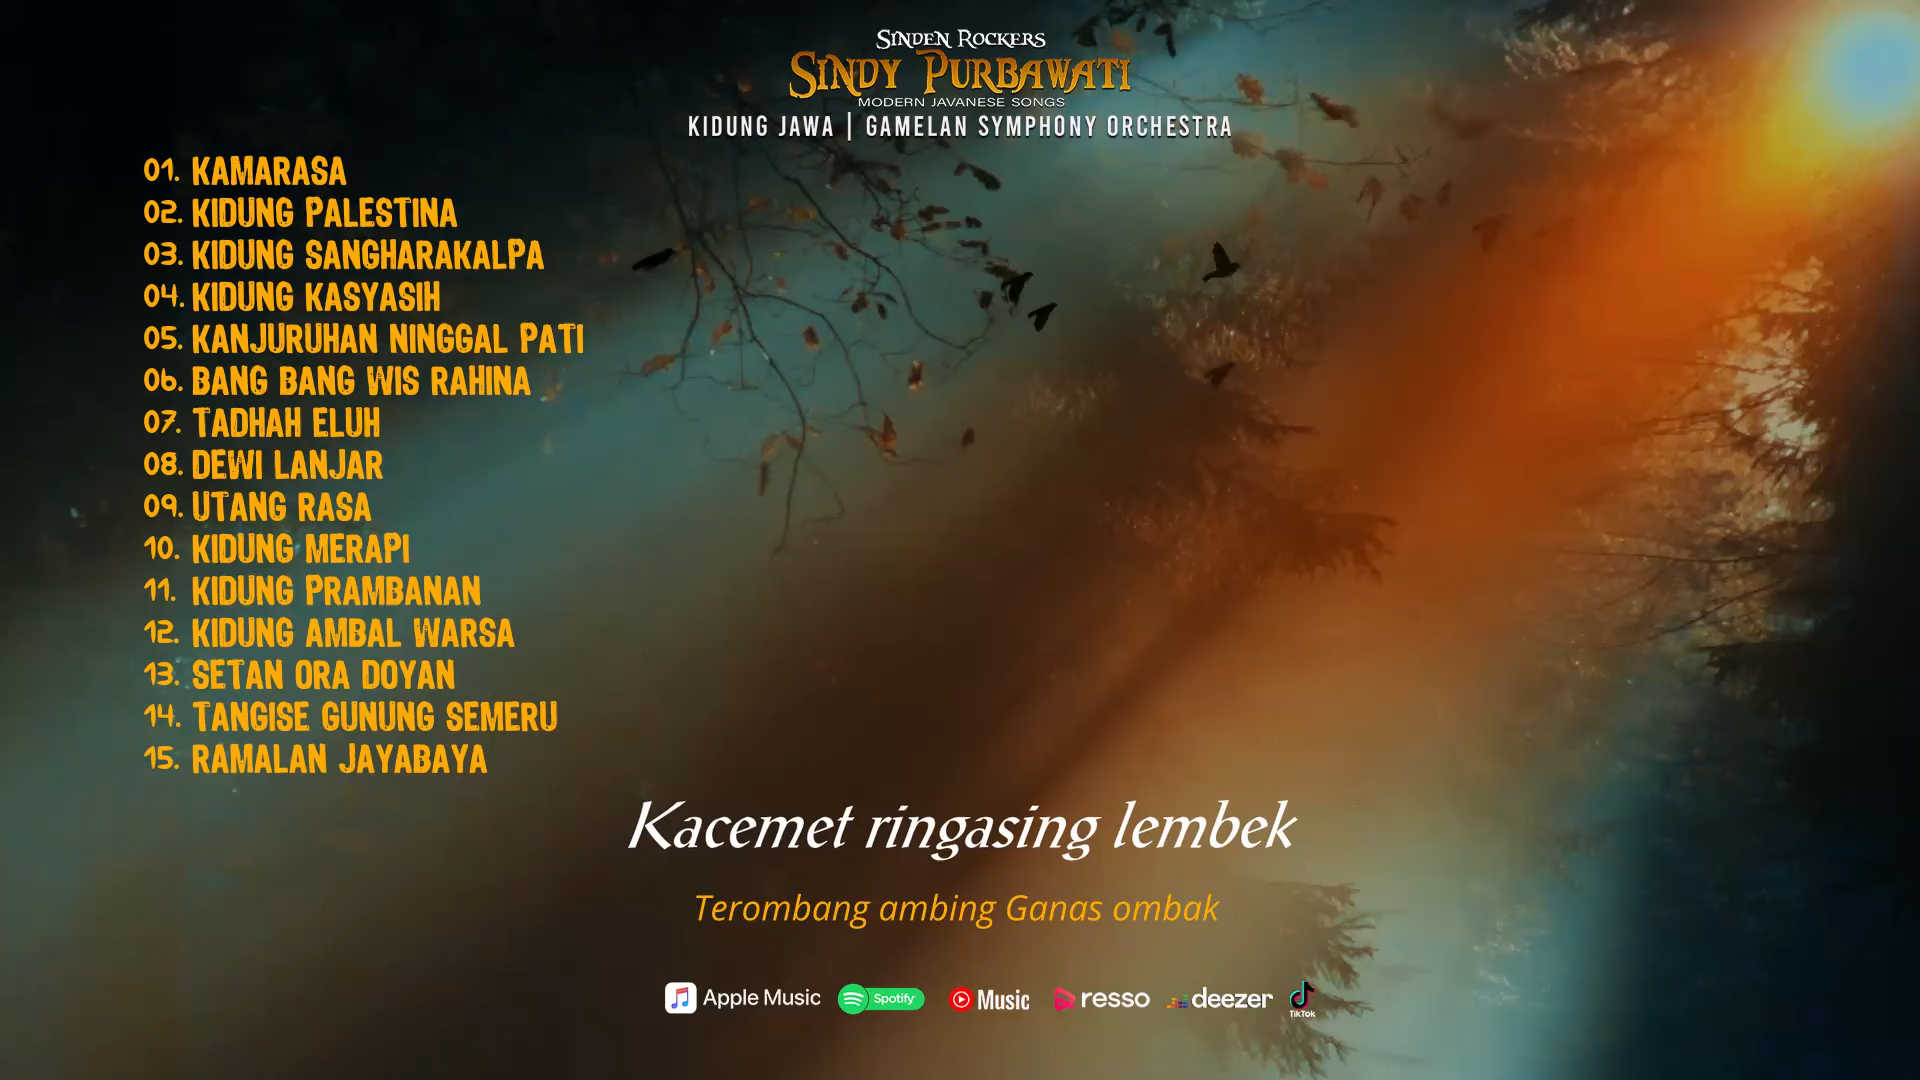 SINDEN ROCKERS
SINDY PURBAWATI
MODERN JAVANESE SONGS
KIDUNG JAWA | GAMELAN SYMPHONY ORCHESTRA
01. KAMARASA
02. KIDUNG PALESTINA
03. KIDUNG SANGHARAKALPA
04. KIDUNG KASYASIH
05. KANJURUHAN NINGGAL PATI
06. BANG BANG WIS RAHINA
07. TADHAH ELUH
08. DEWI LANJAR
09. UTANG RASA
10. KIDUNG MERAPI
11. KIDUNG PRAMBANAN
12. KIDUNG AMBAL WARSA
13. SETAN ORA DOYAN
14. TANGISE GUNUNG SEMERU
15. RAMALAN JAYABAYA
Kacemet ringasing lembek
Terombang ambing Ganas ombak
Apple Music Spotify Music resso deezer TikTok